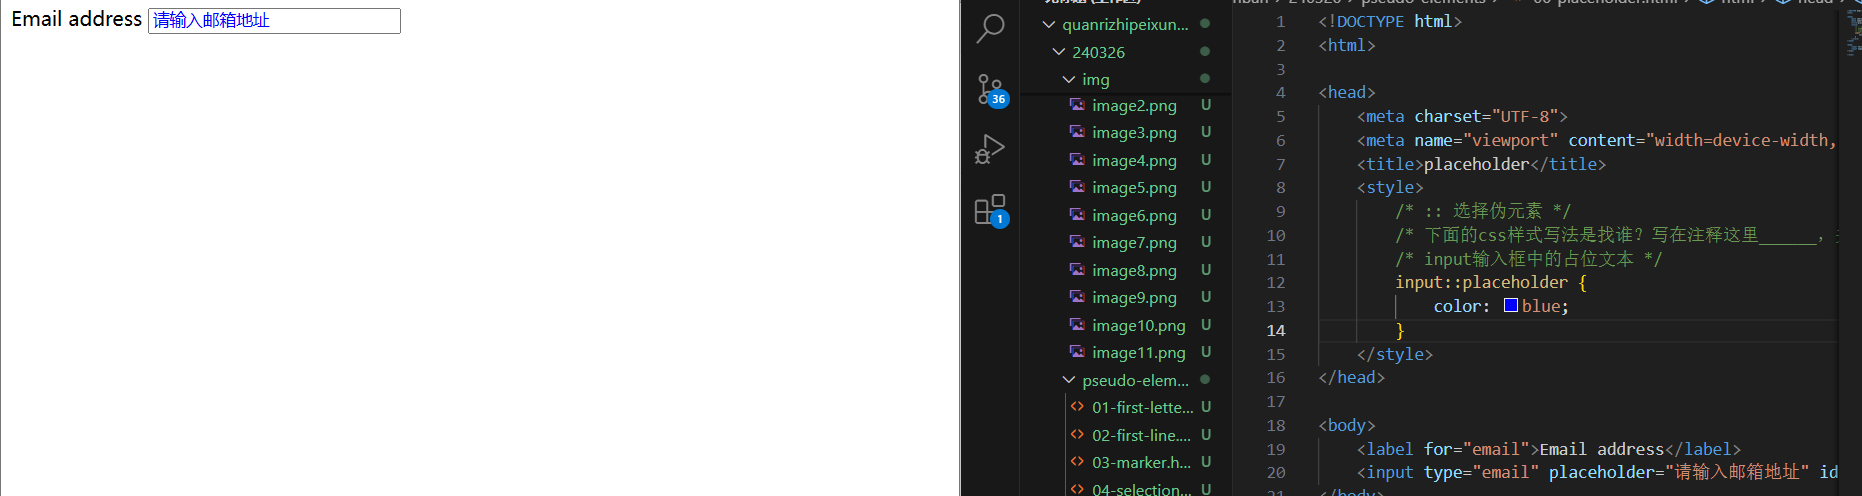 Email address 请输入邮箱地址
quanrizhipeixun...
240326
img
image2.png U
image3.png U
image4.png U
image5.png U
image6.png U
image7.png U
image8.png U
image9.png U
image10.png U
image11.png U
pseudo-elem...
01-first-lette... U
02-first-line.... U
03-marker.h... U
04-selection... U
36
1
1 <!DOCTYPE html>
2 <html>
3
4 <head>
5 <meta charset="UTF-8">
6 <meta name="viewport" content="width=device-width,
7 <title>placeholder</title>
8 <style>
9 /* :: 选择伪元素 */
10 /* 下面的css样式写法是找谁？写在注释这里______，
11 /* input输入框中的占位文本 */
12 input::placeholder {
13 color: blue;
14 }
15 </style>
16 </head>
17
18 <body>
19 <label for="email">Email address</label>
20 <input type="email" placeholder="请输入邮箱地址" id